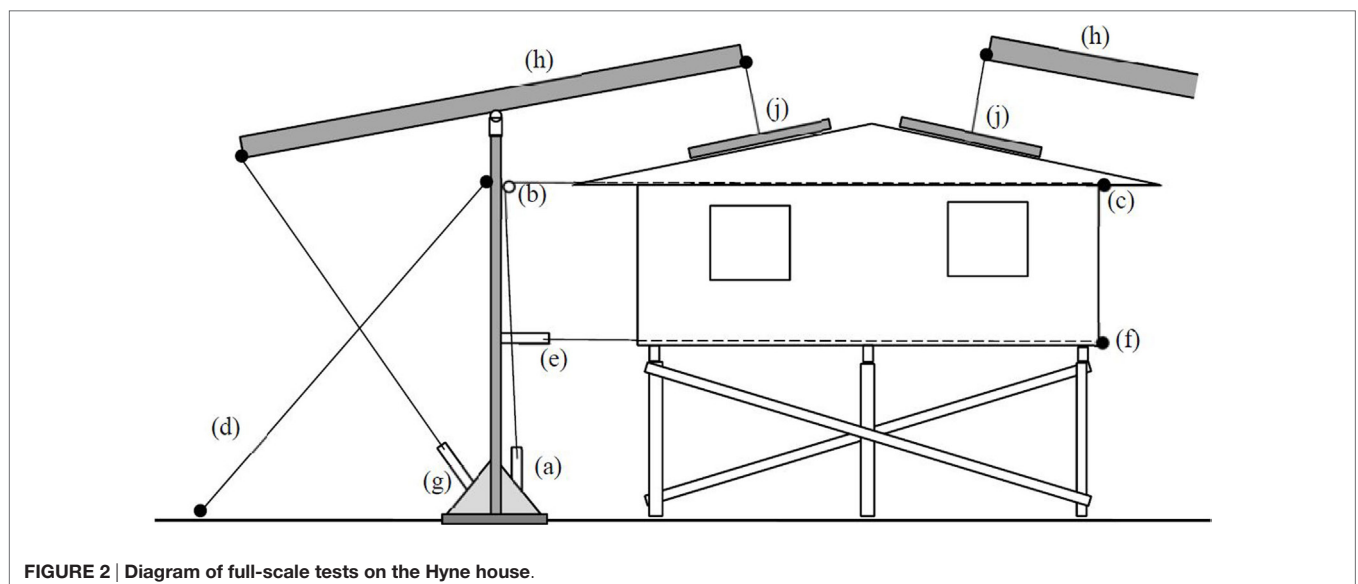 (h)
(h)
(j)
(j)
(b)
(c)
(e)
(f)
(d)
(g)
(a)
FIGURE 2 | Diagram of full-scale tests on the Hyne house.